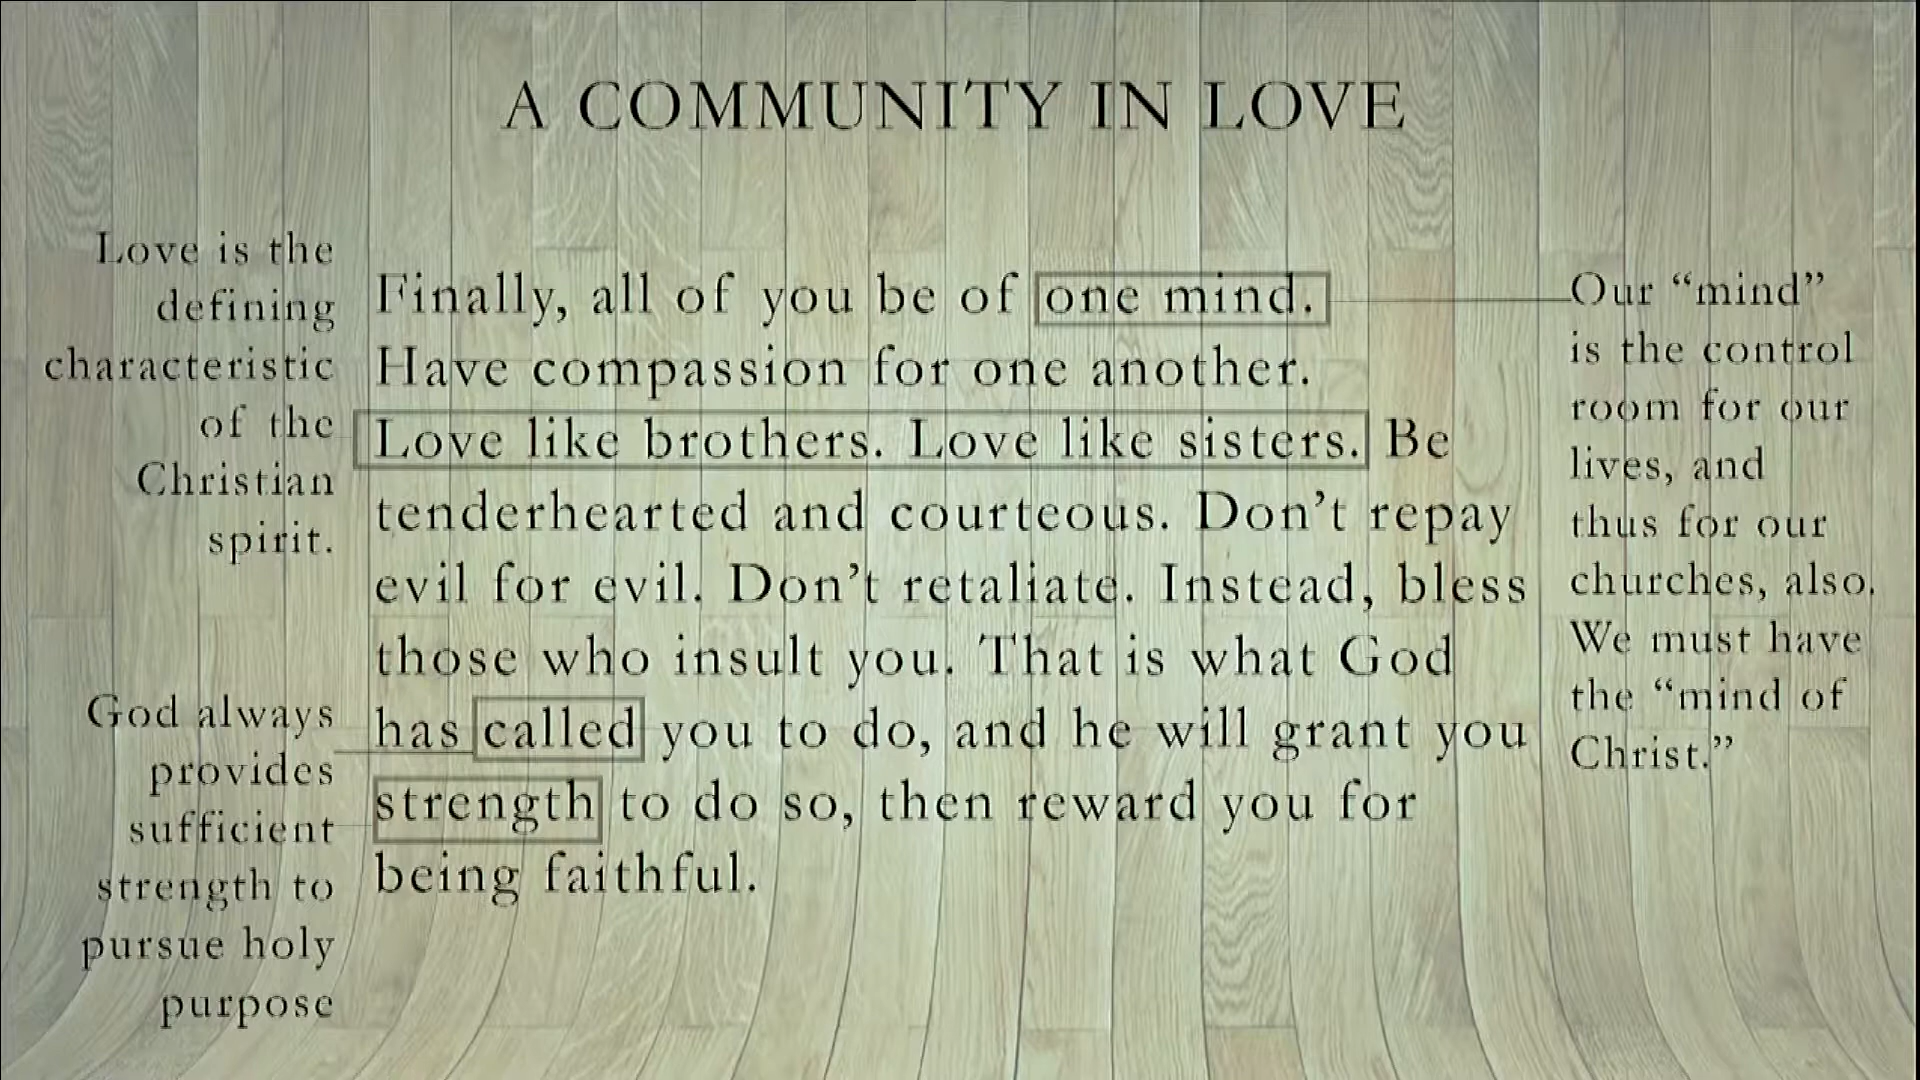 A COMMUNITY IN LOVE
Love is the
defining
characteristic
of the
Christian
spirit.
God always
provides
sufficient
strength to
pursue holy
purpose
Finally, all of you be of one mind.
Have compassion for one another.
Love like brothers. Love like sisters. Be
tenderhearted and courteous. Don’t repay
evil for evil. Don’t retaliate. Instead, bless
those who insult you. That is what God
has called you to do, and he will grant you
strength to do so, then reward you for
being faithful.
Our “mind”
is the control
room for our
lives, and
thus for our
churches, also.
We must have
the “mind of
Christ.”